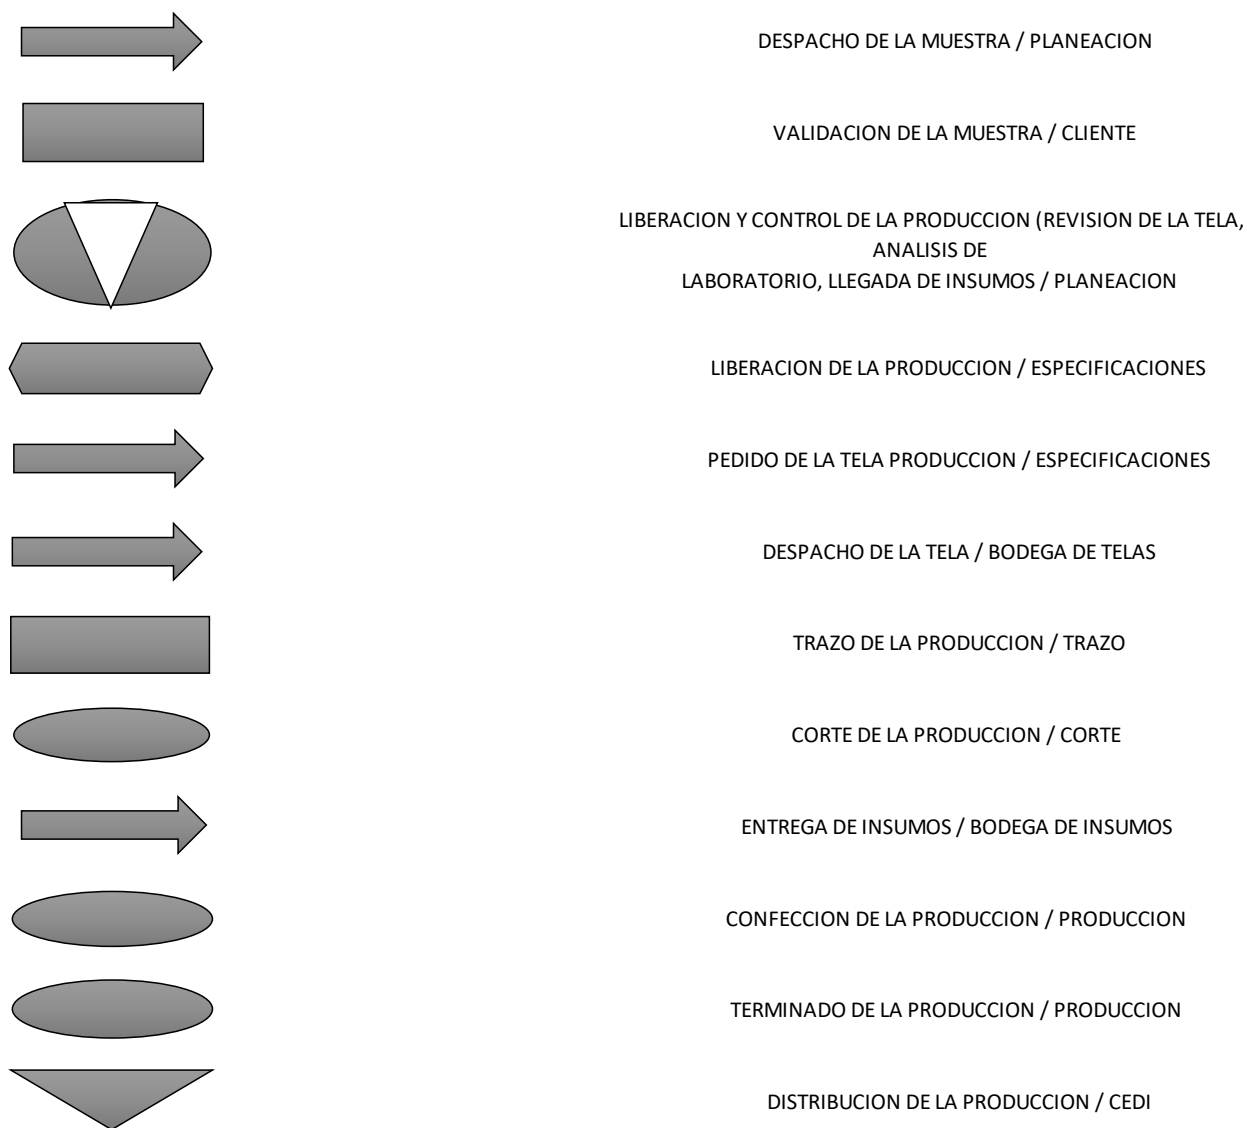 DESPACHO DE LA MUESTRA / PLANEACION
VALIDACION DE LA MUESTRA / CLIENTE
LIBERACION Y CONTROL DE LA PRODUCCION (REVISION DE LA TELA,
ANALISIS DE
LABORATORIO, LLEGADA DE INSUMOS / PLANEACION
LIBERACION DE LA PRODUCCION / ESPECIFICACIONES
PEDIDO DE LA TELA PRODUCCION / ESPECIFICACIONES
DESPACHO DE LA TELA / BODEGA DE TELAS
TRAZO DE LA PRODUCCION / TRAZO
CORTE DE LA PRODUCCION / CORTE
ENTREGA DE INSUMOS / BODEGA DE INSUMOS
CONFECCION DE LA PRODUCCION / PRODUCCION
TERMINADO DE LA PRODUCCION / PRODUCCION
DISTRIBUCION DE LA PRODUCCION / CEDI